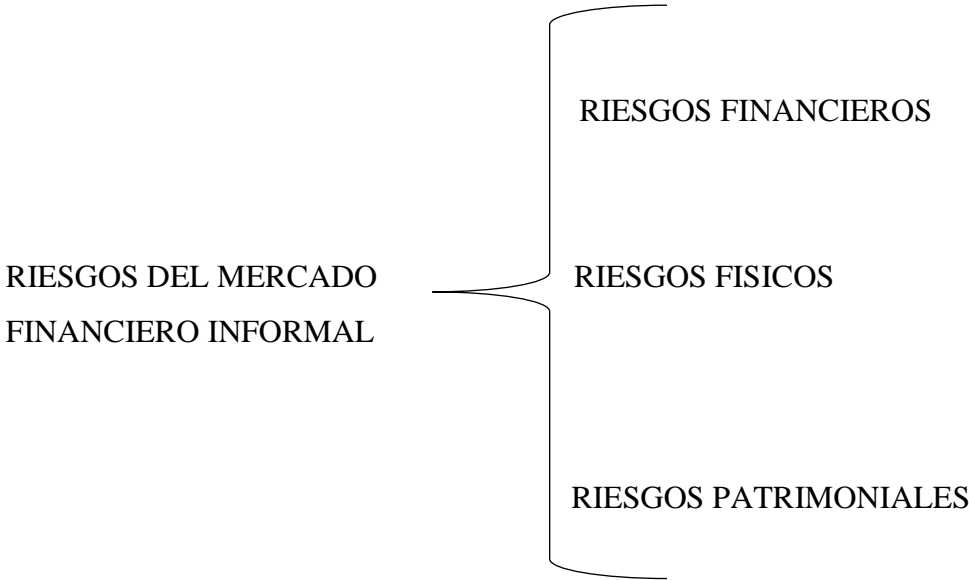 RIESGOS DEL MERCADO
FINANCIERO INFORMAL
RIESGOS FINANCIEROS
RIESGOS FISICOS
RIESGOS PATRIMONIALES